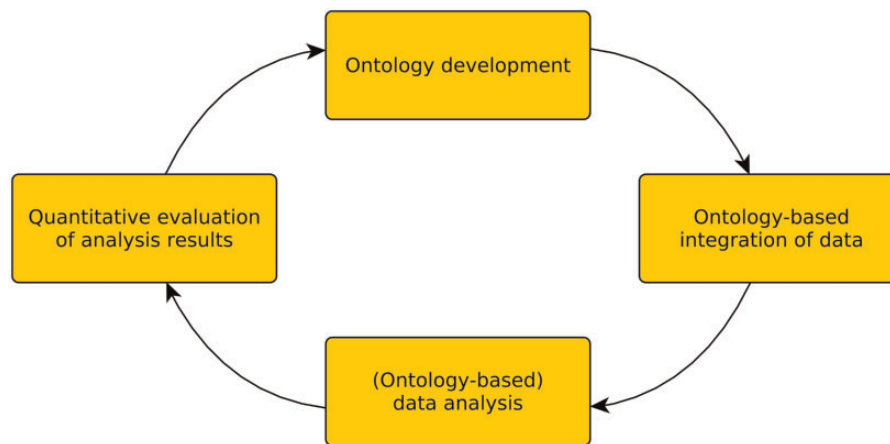 Ontology development
Quantitative evaluation
of analysis results
Ontology-based
integration of data
(Ontology-based)
data analysis